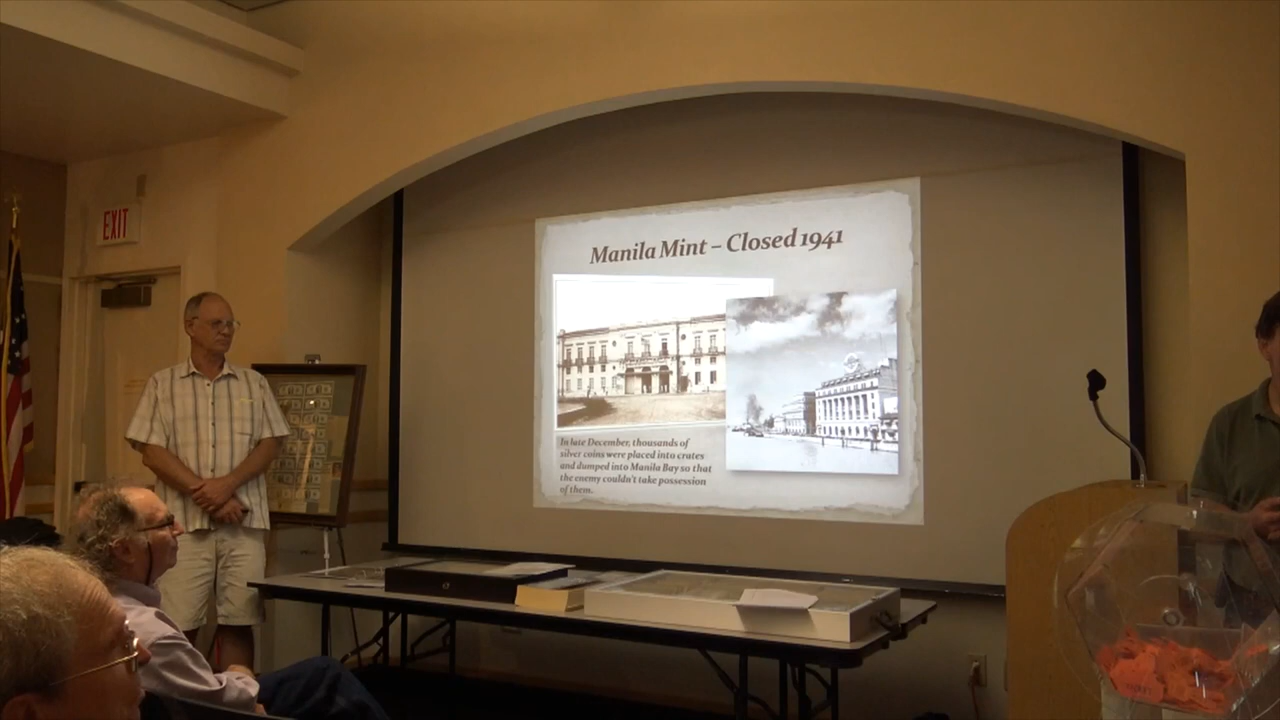 EXIT
Manila Mint – Closed 1941
In late December, thousands of
silver coins were placed into crates
and dumped into Manila Bay so that
the enemy couldn't take possession
of them.